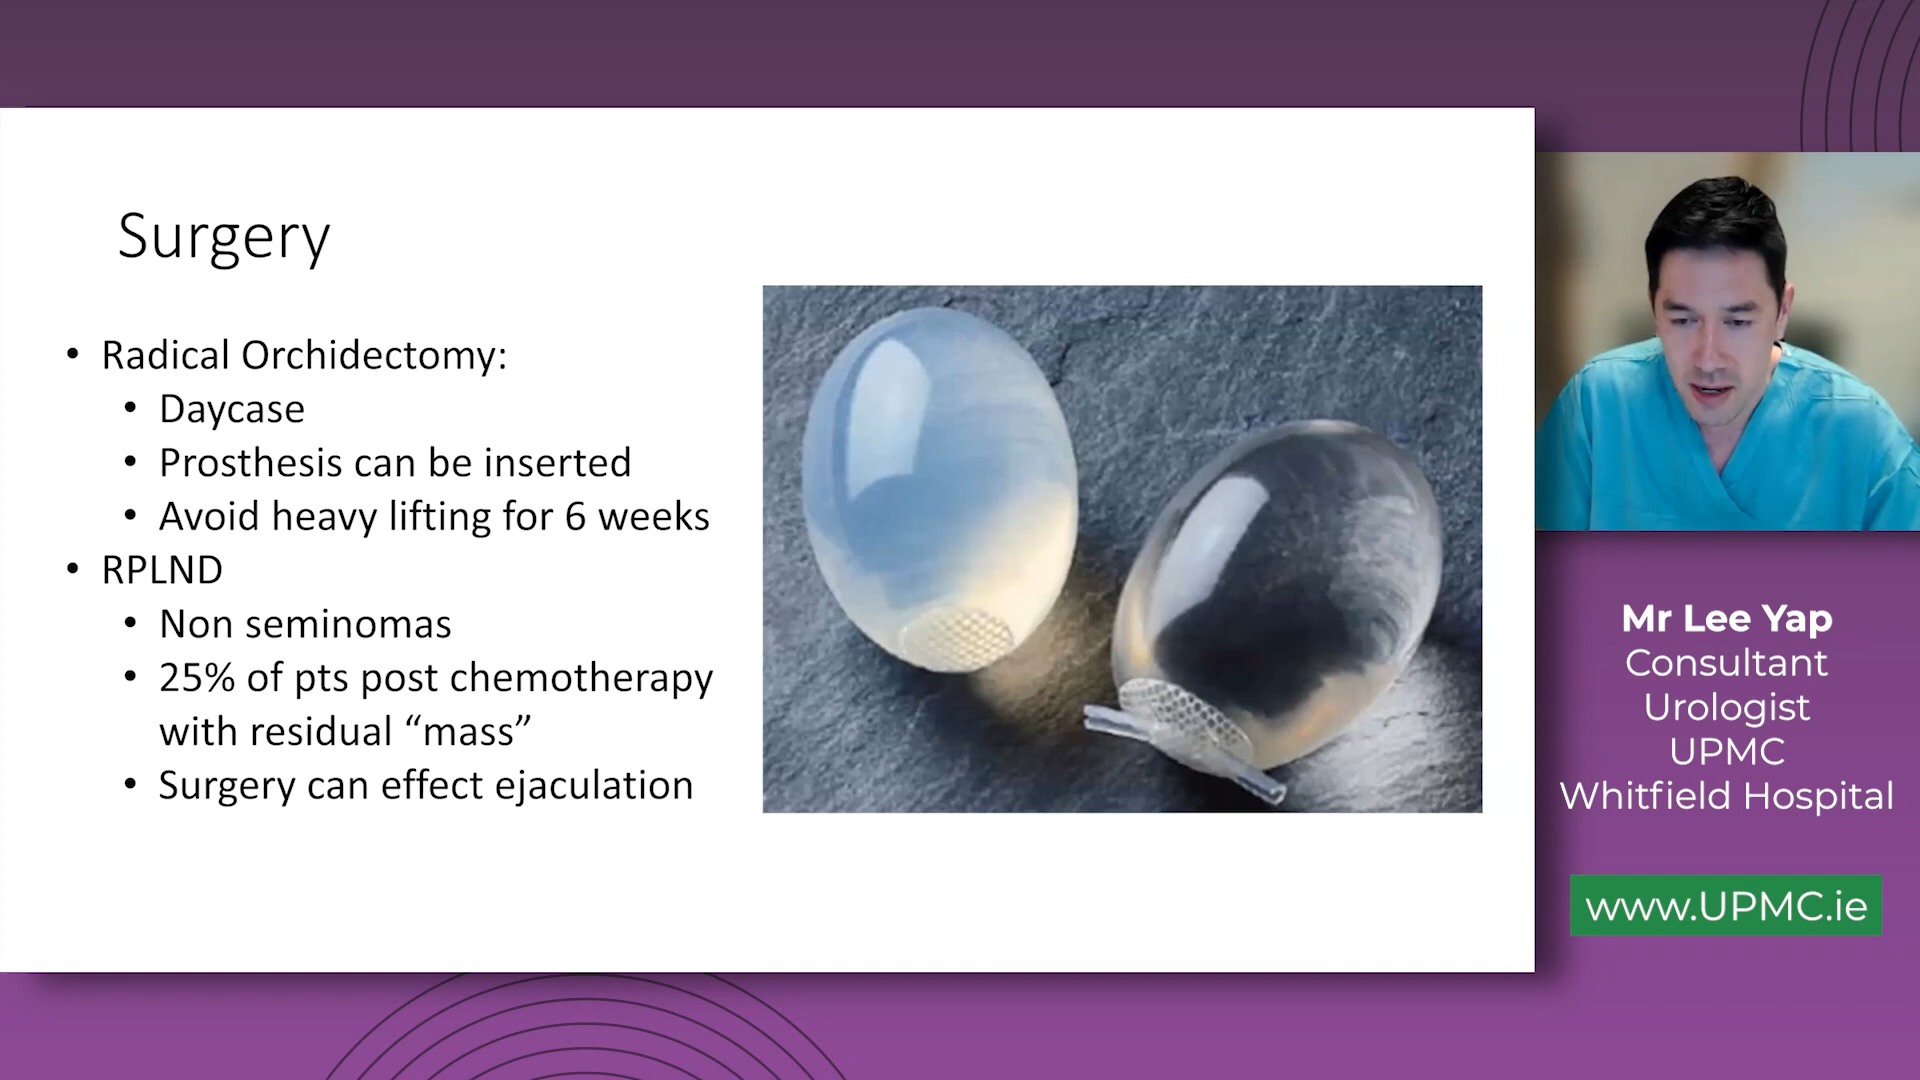 Surgery
• Radical Orchidectomy:
• Daycase
• Prosthesis can be inserted
• Avoid heavy lifting for 6 weeks
• RPLND
• Non seminomas
• 25% of pts post chemotherapy
with residual “mass”
• Surgery can effect ejaculation
Mr Lee Yap
Consultant
Urologist
UPMC
Whitfield Hospital
www.UPMC.ie